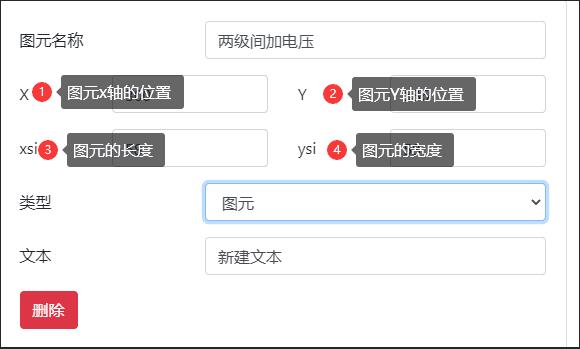 图元名称 两级间加电压
X 1 图元x轴的位置 Y 2 图元Y轴的位置
xsi 3 图元的长度 ysi 4 图元的宽度
类型 图元
文本 新建文本
删除